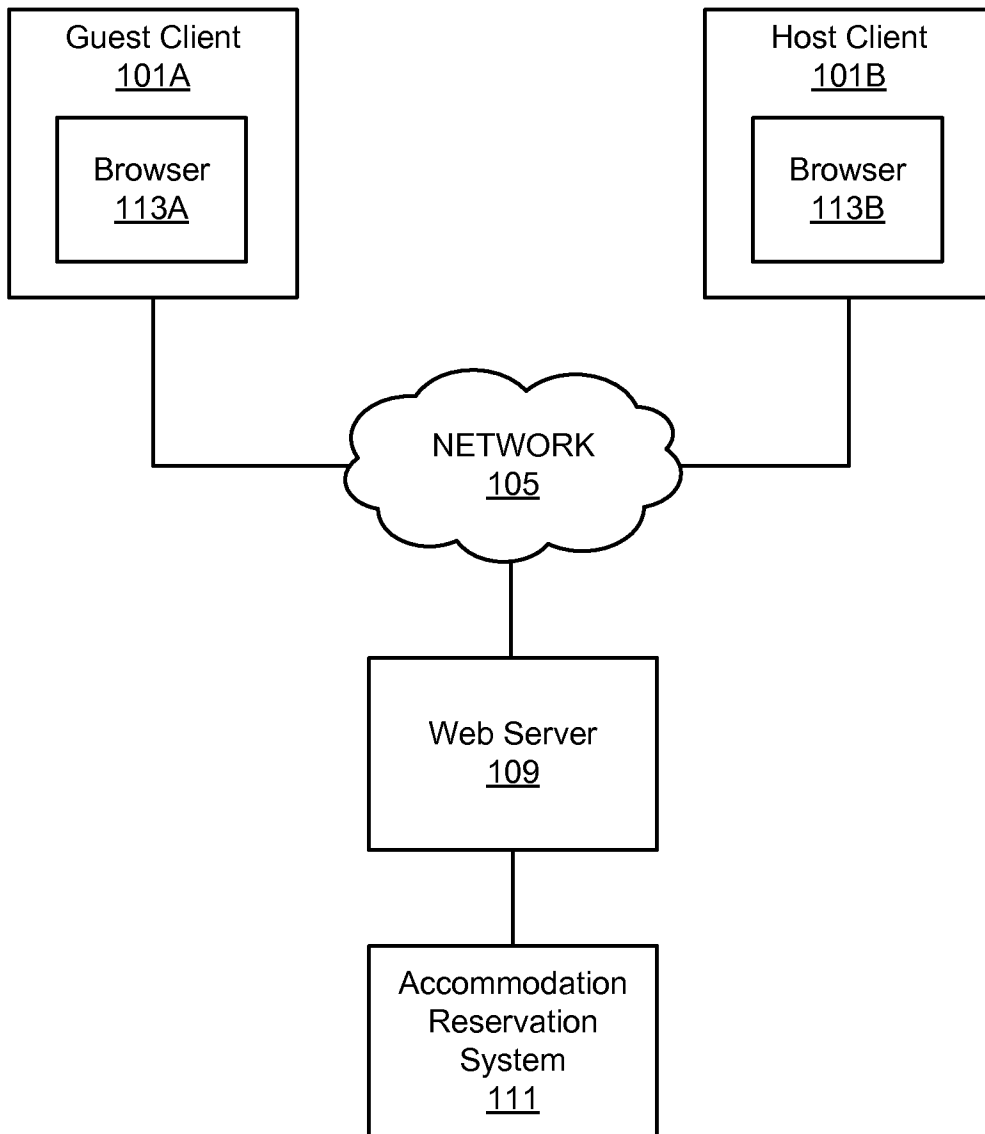 Guest Client
101A
Browser
113A
Host Client
101B
Browser
113B
NETWORK
105
Web Server
109
Accommodation
Reservation
System
111